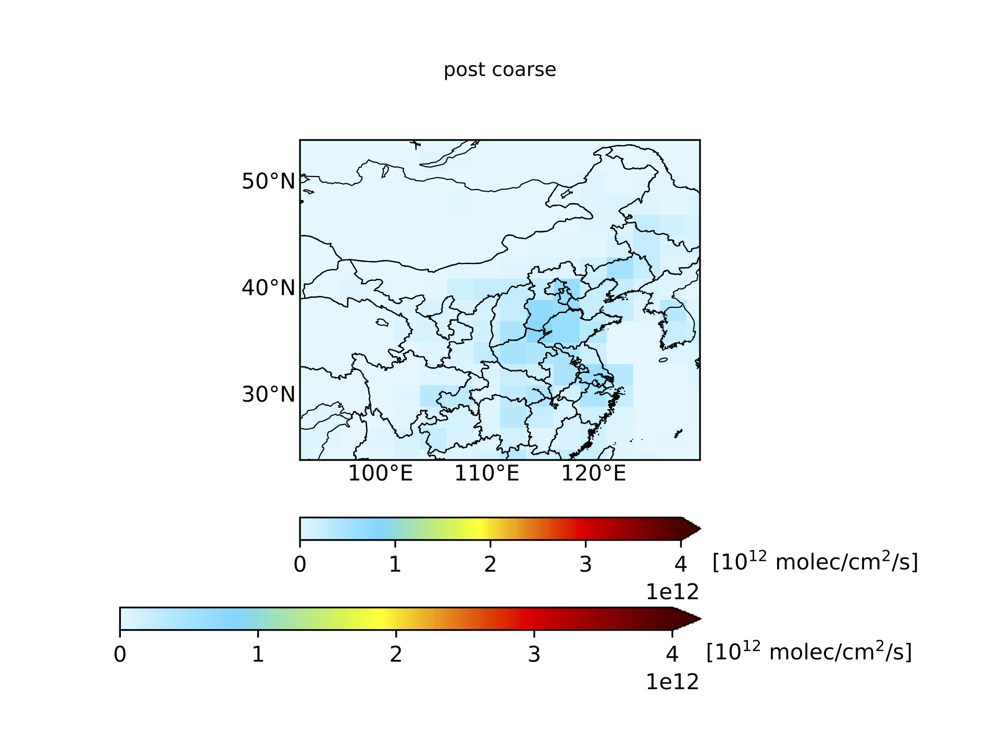 post coarse
50°N
40°N
30°N
100°E 110°E 120°E
0 1 2 3 4 [10¹² molec/cm²/s]
1e12
0 1 2 3 4 [10¹² molec/cm²/s]
1e12